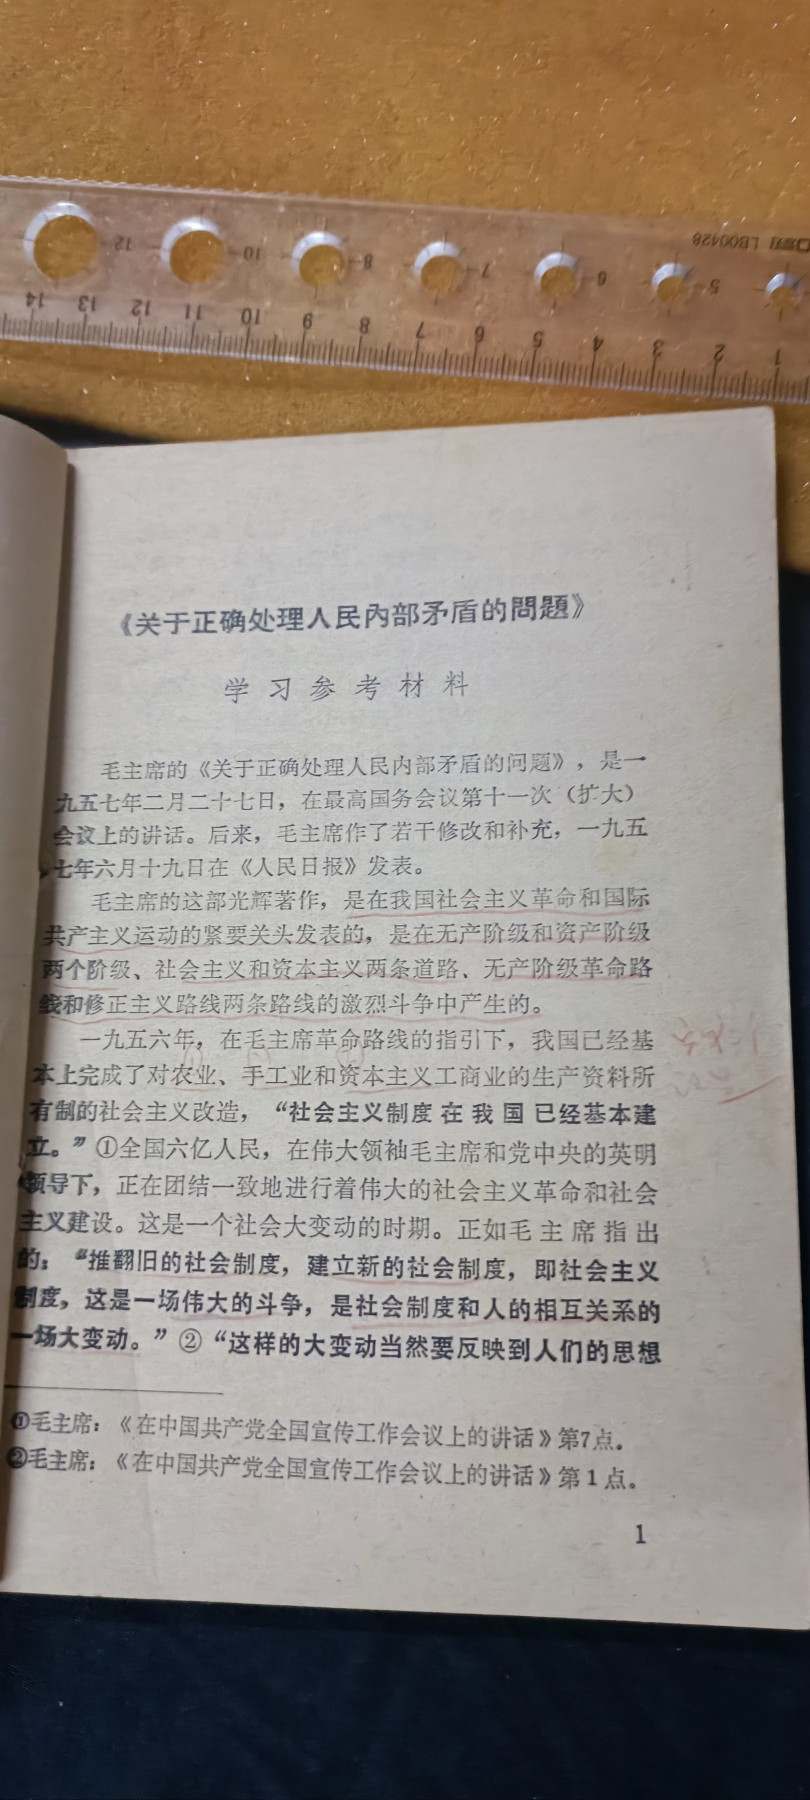 LB00428
12 10 8 7 6 5
14 13 12 11 10 9 8 7 6 5 4 3 2 1
《关于正确处理人民内部矛盾的問題》
学习参考材料
毛主席的《关于正确处理人民内部矛盾的问题》，是一
九五七年二月二十七日，在最高国务会议第十一次（扩大）
会议上的讲话。后来，毛主席作了若干修改和补充，一九五
七年六月十九日在《人民日报》发表。
毛主席的这部光辉著作，是在我国社会主义革命和国际
共产主义运动的紧要关头发表的，是在无产阶级和资产阶级
两个阶级、社会主义和资本主义两条道路、无产阶级革命路
线和修正主义路线两条路线的激烈斗争中产生的。
一九五六年，在毛主席革命路线的指引下，我国已经基
本上完成了对农业、手工业和资本主义工商业的生产资料所
有制的社会主义改造，“社会主义制度在我国已经基本建
立。”①全国六亿人民，在伟大领袖毛主席和党中央的英明
领导下，正在团结一致地进行着伟大的社会主义革命和社会
主义建设。这是一个社会大变动的时期。正如毛主席指出
的：“推翻旧的社会制度，建立新的社会制度，即社会主义
制度，这是一场伟大的斗争，是社会制度和人的相互关系的
一场大变动。”②“这样的大变动当然要反映到人们的思想
①毛主席：《在中国共产党全国宣传工作会议上的讲话》第7点。
②毛主席：《在中国共产党全国宣传工作会议上的讲话》第1点。
1